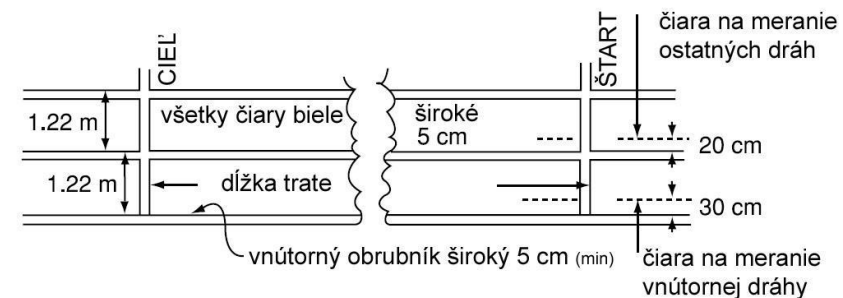 CIEĽ
ŠTART
čiara na meranie
ostatných dráh
1.22 m
všetky čiary biele
široké
5 cm
20 cm
1.22 m
dĺžka trate
30 cm
vnútorný obrubník široký 5 cm (min)
čiara na meranie
vnútornej dráhy